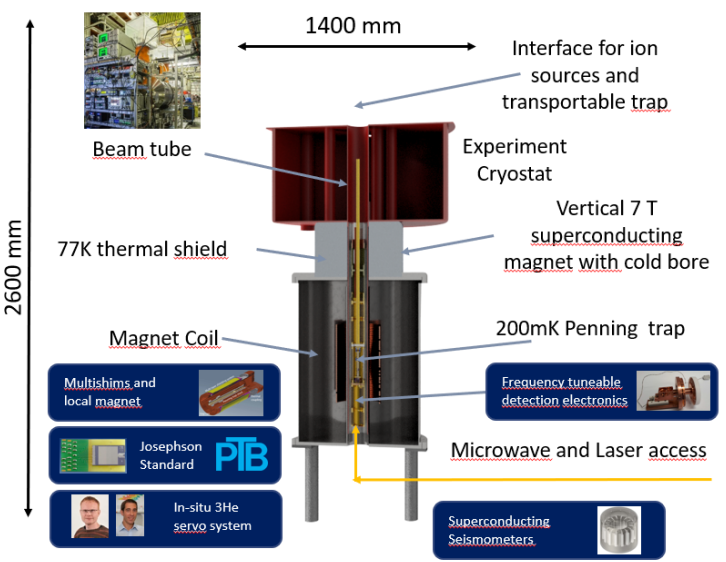 1400 mm
Interface for ion
sources and
transportable trap
Beam tube
Experiment
Cryostat
Vertical 7 T
superconducting
magnet with cold bore
77K thermal shield
2600 mm
200mK Penning trap
Magnet Coil
Multishims and
local magnet
Frequency tuneable
detection electronics
Josephson
Standard
PTB
Microwave and Laser access
In-situ 3He
servo system
Superconducting
Seismometers